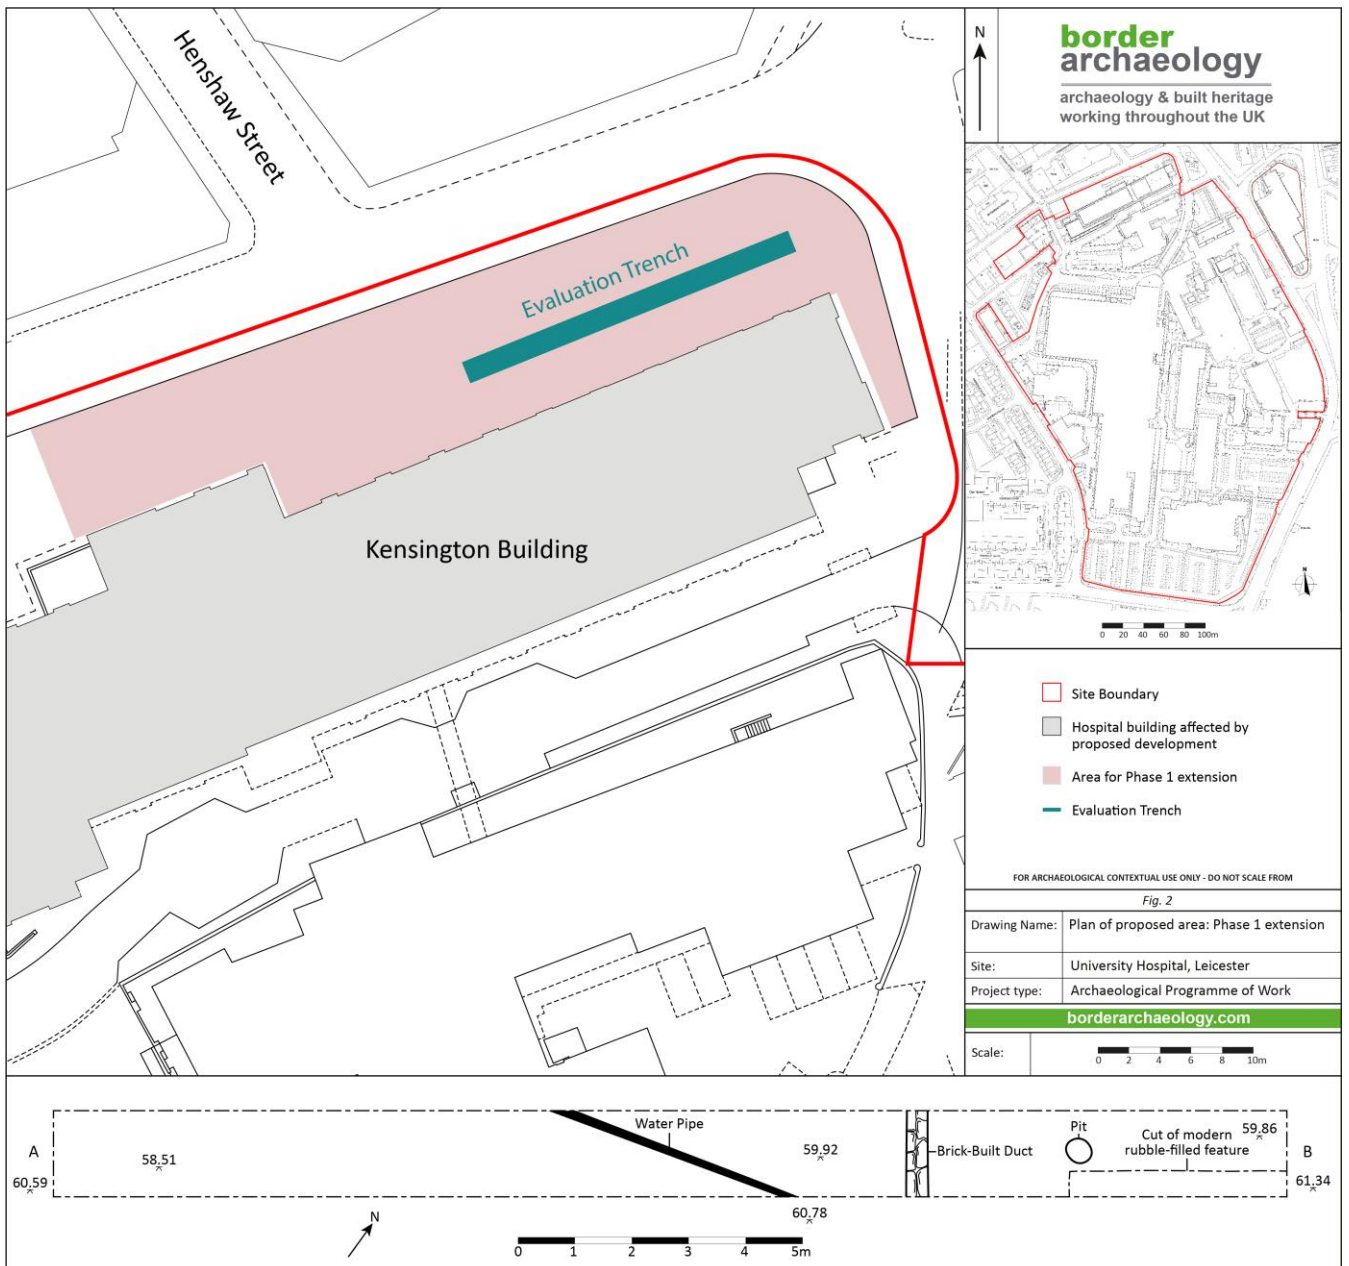 Henshaw Street
Evaluation Trench
Kensington Building
N
border
archaeology
archaeology & built heritage
working throughout the UK
N
0 20 40 60 80 100m
Site Boundary
Hospital building affected by
proposed development
Area for Phase 1 extension
Evaluation Trench
FOR ARCHAEOLOGICAL CONTEXTUAL USE ONLY - DO NOT SCALE FROM
Fig. 2
Drawing Name: Plan of proposed area: Phase 1 extension
Site: University Hospital, Leicester
Project type: Archaeological Programme of Work
borderarchaeology.com
Scale: 0 2 4 6 8 10m
A
60.59
58.51
Water Pipe
59.92
60.78
Brick-Built Duct
Pit
Cut of modern
rubble-filled feature
59.86
B
61.34
N
0 1 2 3 4 5m